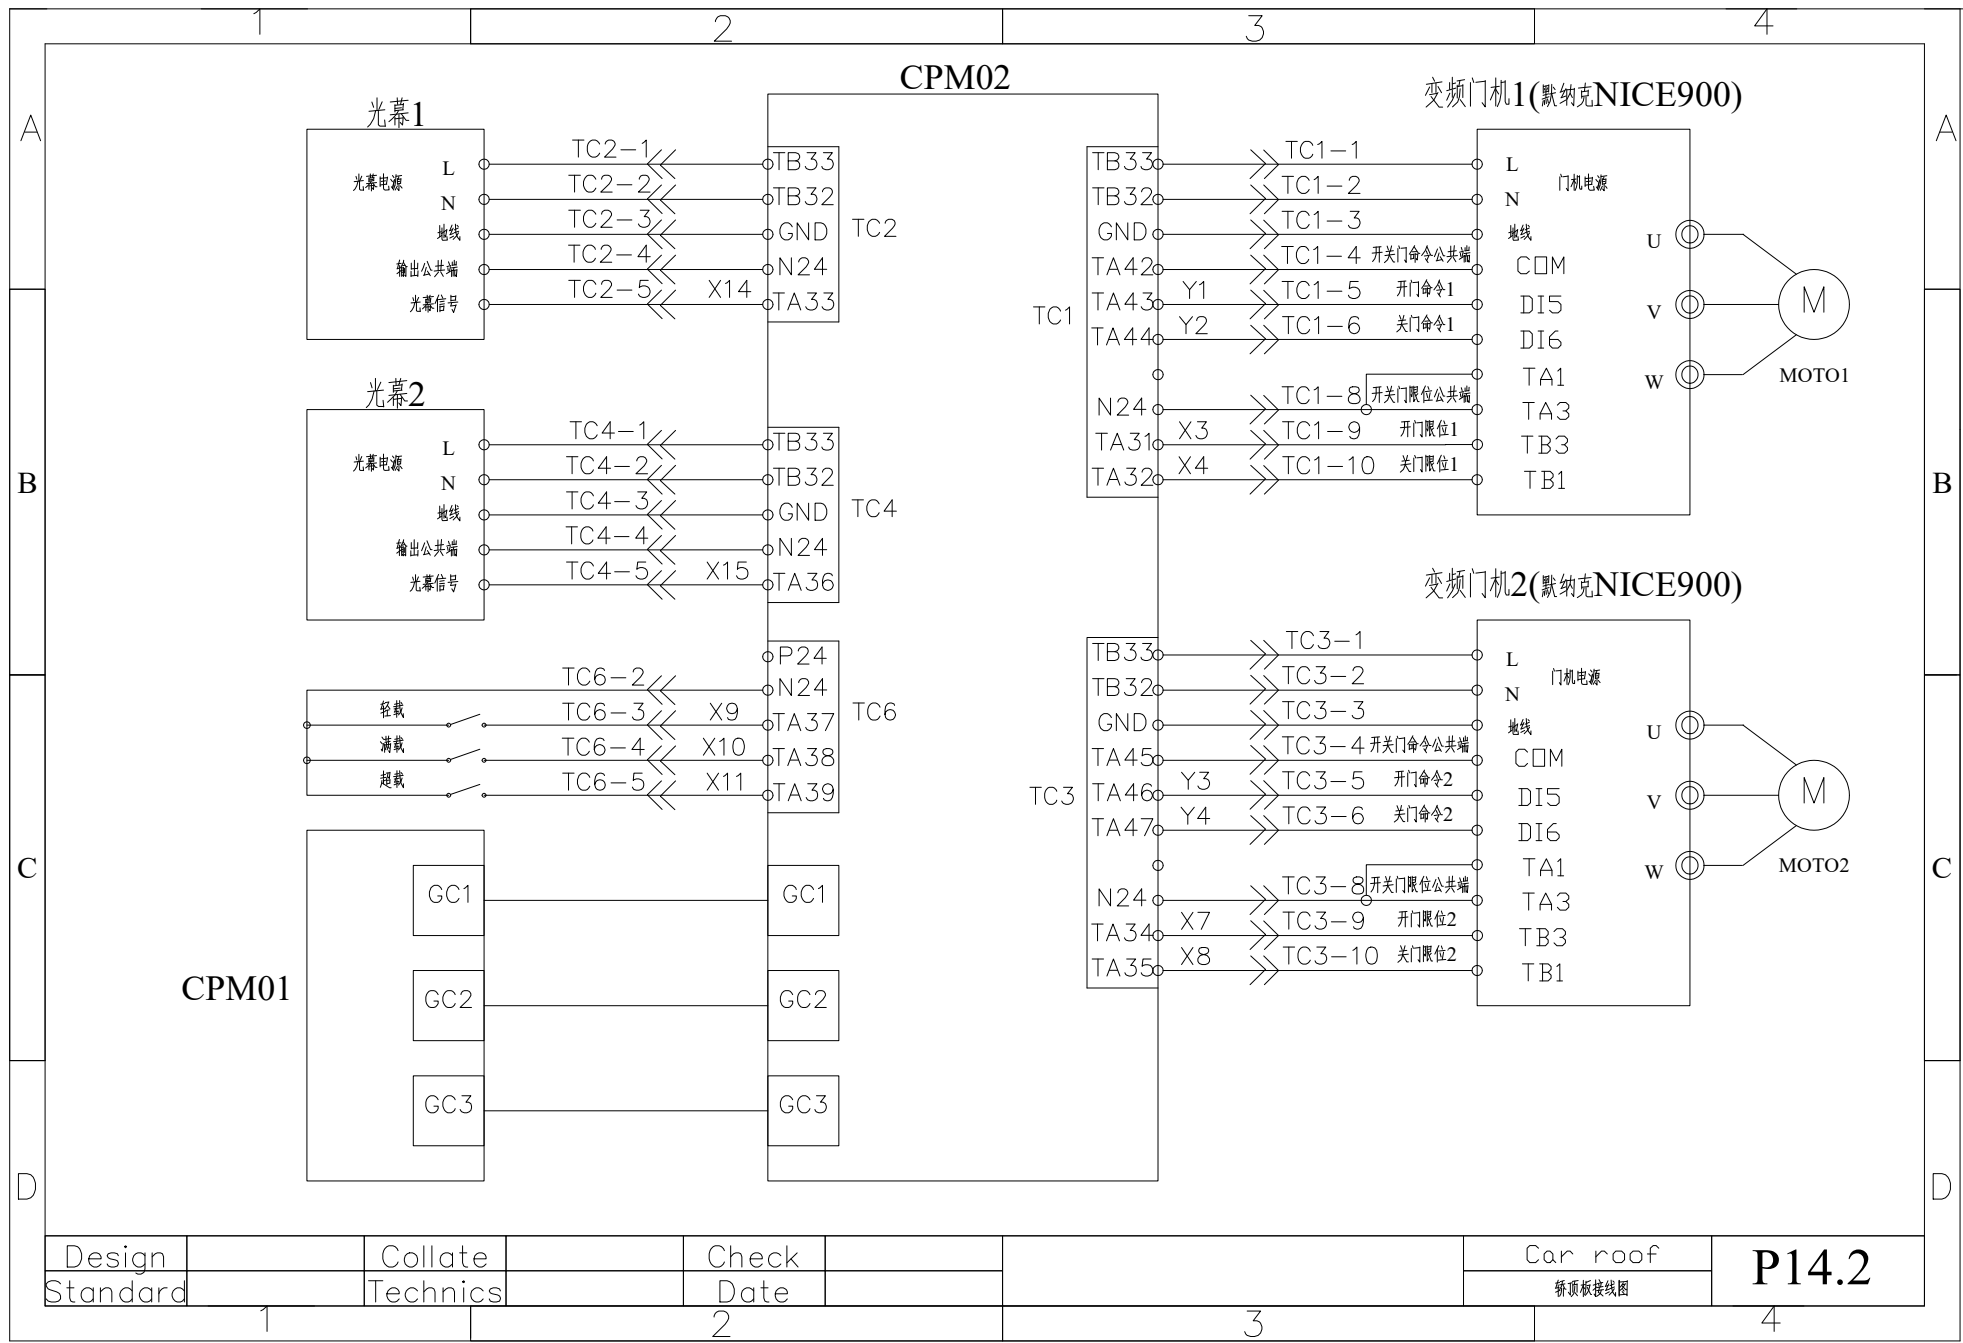 1 2 3 4
CPM02
变频门机1(默纳克NICE900)
光幕1
A A
光幕电源
L TC2-1 TB33
N TC2-2 TB32
地线 TC2-3 GND
输出公共端 TC2-4 N24
光幕信号 TC2-5 X14 TA33
TC2
TB33 TC1-1 L
TB32 TC1-2 N
门机电源
GND TC1-3 地线
TA42 TC1-4 开关门命令公共端 COM
TA43 Y1 TC1-5 开门命令1 DI5
TA44 Y2 TC1-6 关门命令1 DI6
TA1
N24 TC1-8 开关门限位公共端 TA3
TA31 X3 TC1-9 开门限位1 TB3
TA32 X4 TC1-10 关门限位1 TB1
TC1
U
V
W
M
MOTO1
光幕2
B B
光幕电源
L TC4-1 TB33
N TC4-2 TB32
地线 TC4-3 GND
输出公共端 TC4-4 N24
光幕信号 TC4-5 X15 TA36
TC4
变频门机2(默纳克NICE900)
P24
TC6-2 N24
轻载 TC6-3 X9 TA37
满载 TC6-4 X10 TA38
超载 TC6-5 X11 TA39
TC6
TB33 TC3-1 L
TB32 TC3-2 N
门机电源
GND TC3-3 地线
TA45 TC3-4 开关门命令公共端 COM
TA46 Y3 TC3-5 开门命令2 DI5
TA47 Y4 TC3-6 关门命令2 DI6
TA1
N24 TC3-8 开关门限位公共端 TA3
TA34 X7 TC3-9 开门限位2 TB3
TA35 X8 TC3-10 关门限位2 TB1
TC3
U
V
W
M
MOTO2
C C
CPM01
GC1 GC1
GC2 GC2
GC3 GC3
D D
Design Collate Check Car roof P14.2
Standard Technics Date 轿顶板接线图
1 2 3 4